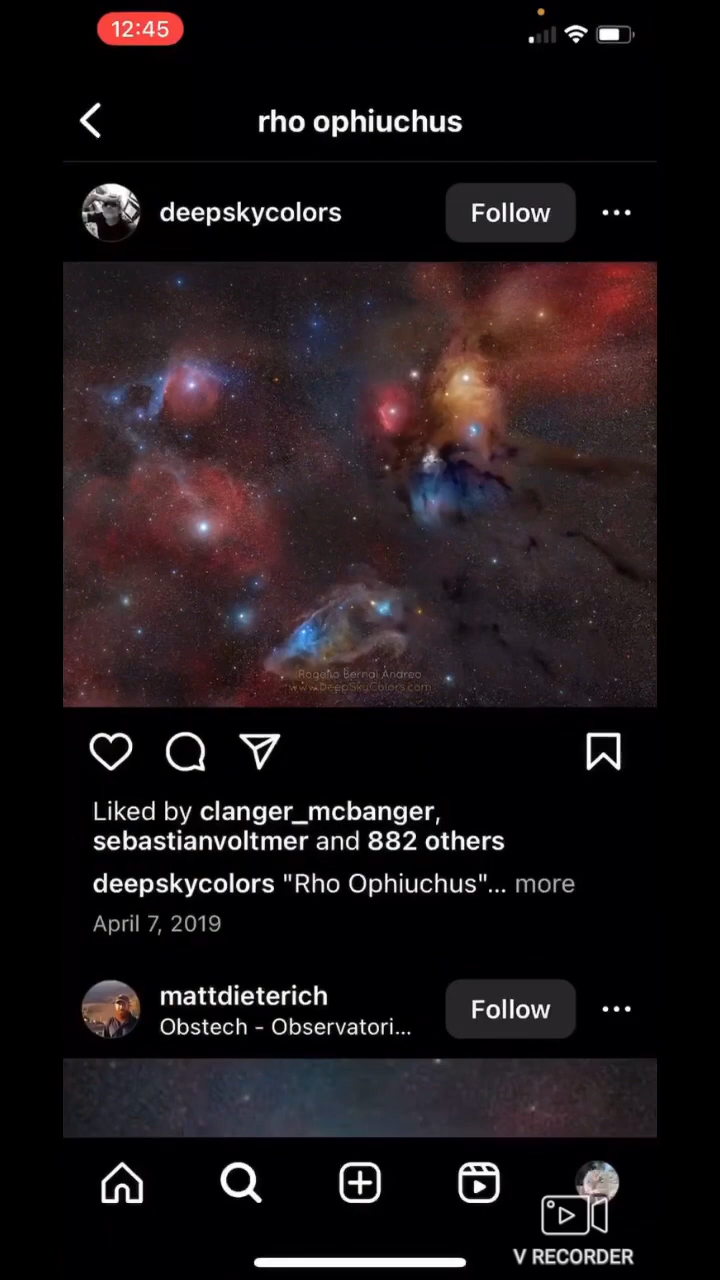 12:45
rho ophiuchus
deepskycolors
Follow
Rogelio Bernal Andreo
www.DeepSkyColors.com
Liked by clanger_mcbanger,
sebastianvoltmer and 882 others
deepskycolors "Rho Ophiuchus"... more
April 7, 2019
mattdieterich
Follow
Obstech - Observatori...
V RECORDER